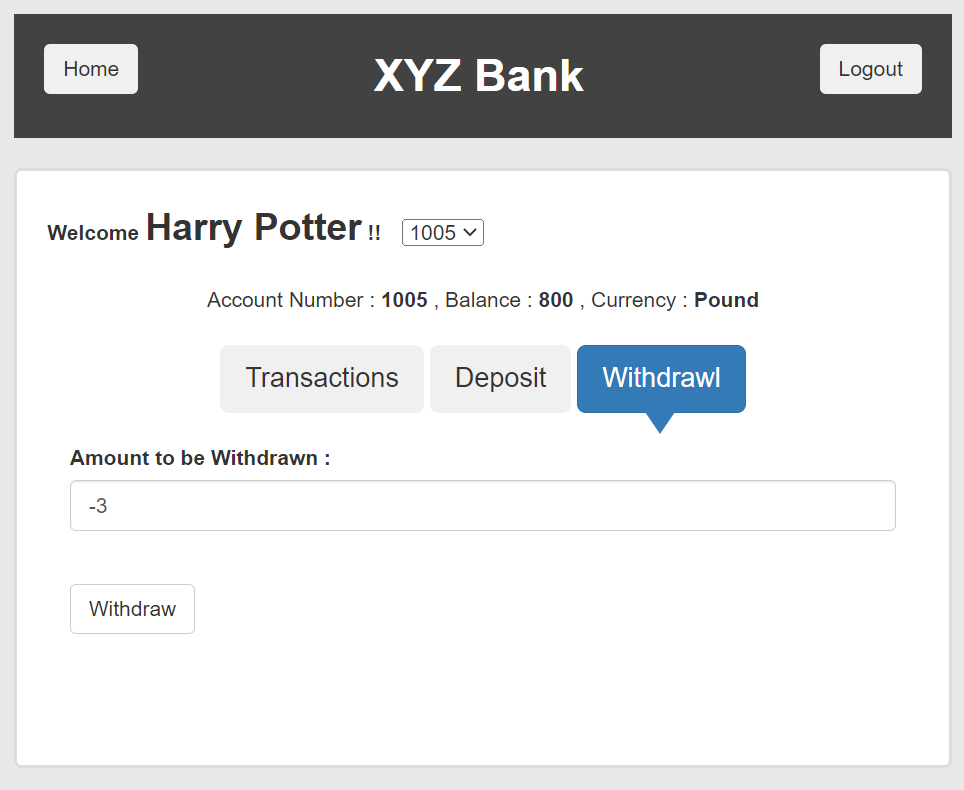 Home XYZ Bank Logout
Welcome Harry Potter !! 1005
Account Number : 1005 , Balance : 800 , Currency : Pound
Transactions Deposit Withdrawl
Amount to be Withdrawn :
-3
Withdraw